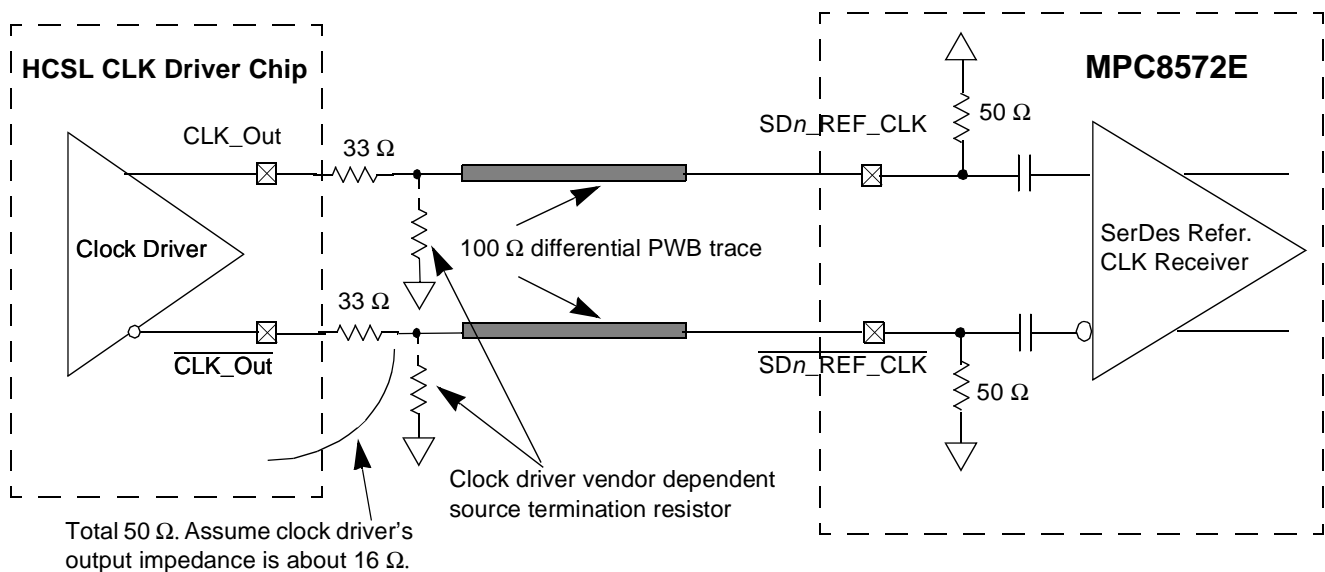 HCSL CLK Driver Chip
MPC8572E
CLK_Out
33 Ω
SDn_REF_CLK
50 Ω
Clock Driver
100 Ω differential PWB trace
SerDes Refer.
CLK Receiver
33 Ω
CLK_Out
SDn_REF_CLK
50 Ω
Clock driver vendor dependent
source termination resistor
Total 50 Ω. Assume clock driver's
output impedance is about 16 Ω.